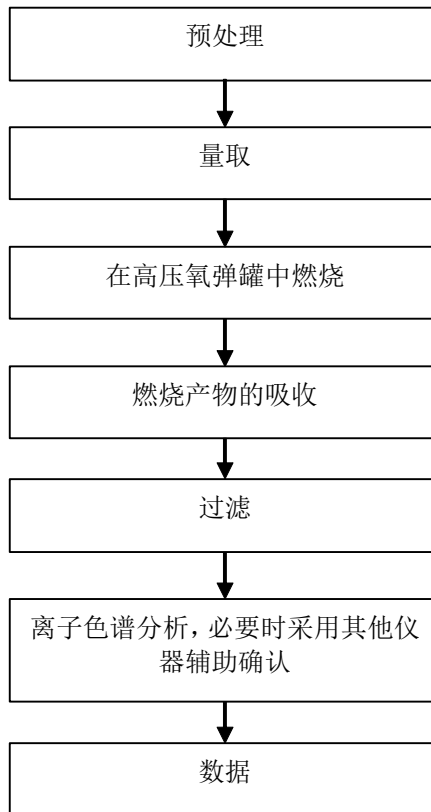 预处理
量取
在高压氧弹罐中燃烧
燃烧产物的吸收
过滤
离子色谱分析，必要时采用其他仪
器辅助确认
数据